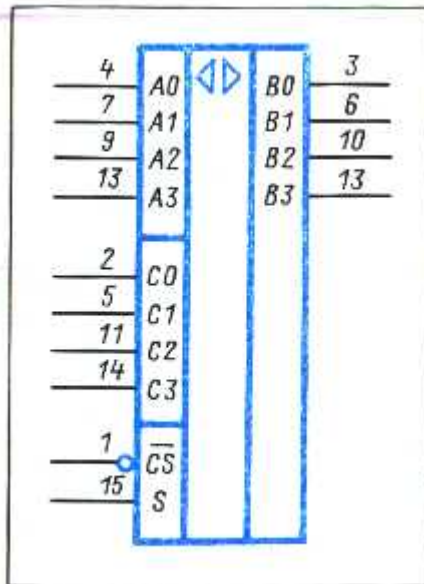 4 A0 B0 3
7 A1 B1 6
9 A2 B2 10
13 A3 B3 13
2 C0
5 C1
11 C2
14 C3
1 C̅S̅
15 S